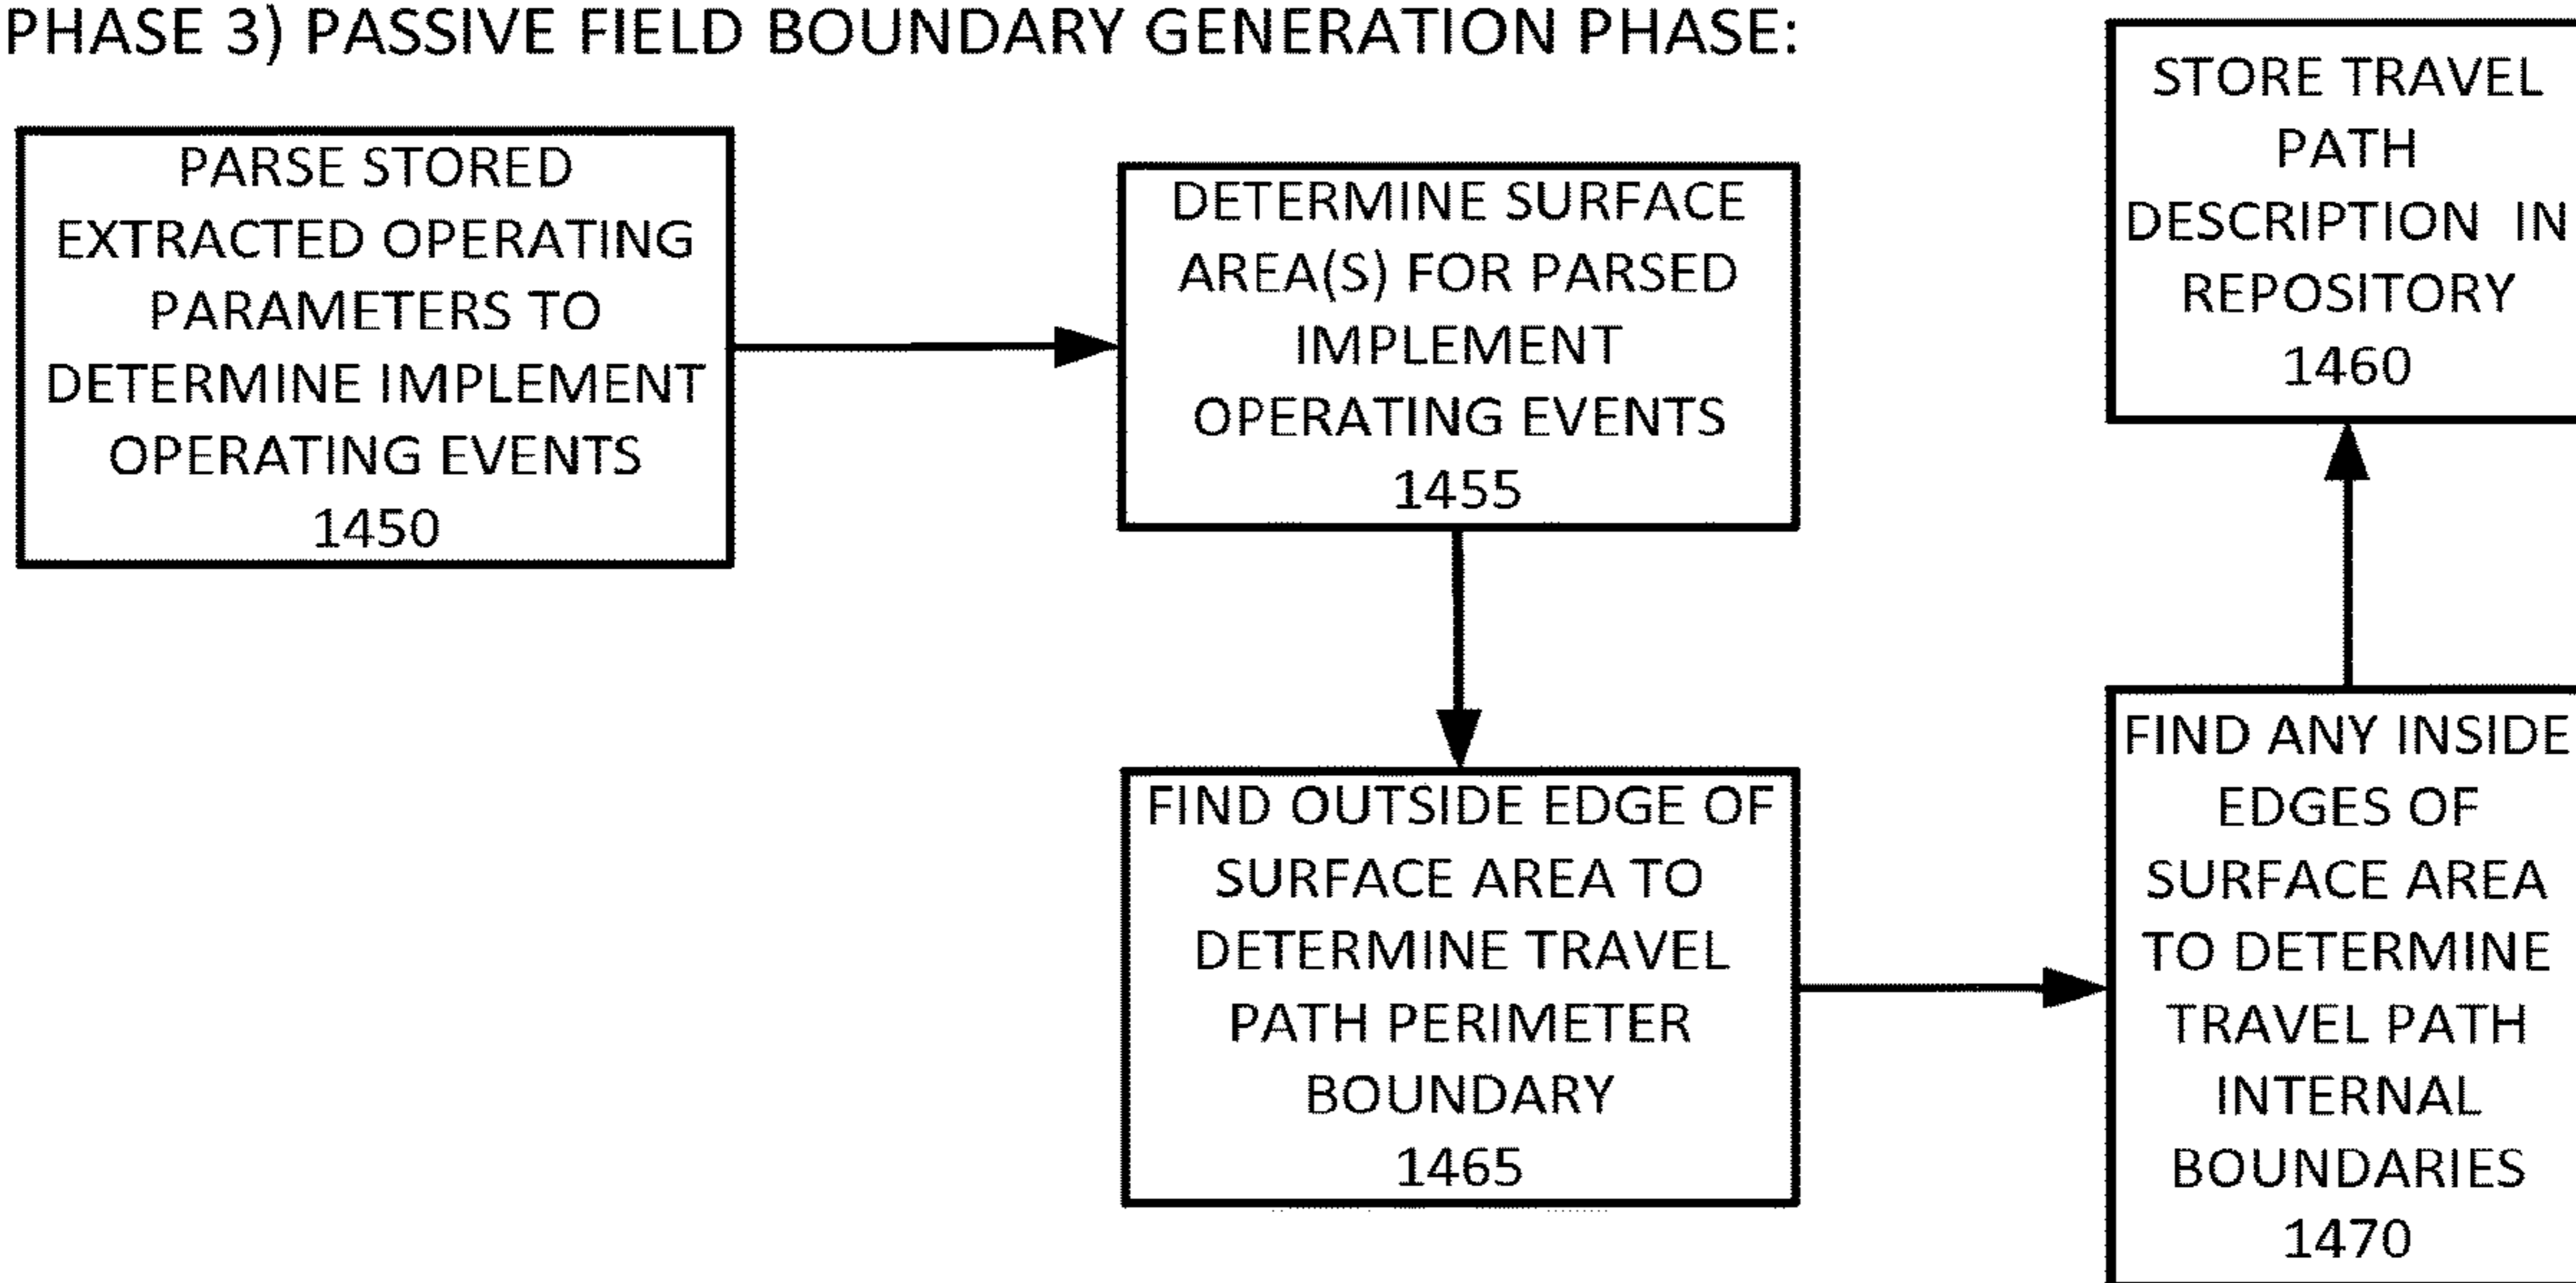 PHASE 3) PASSIVE FIELD BOUNDARY GENERATION PHASE:
PARSE STORED
EXTRACTED OPERATING
PARAMETERS TO
DETERMINE IMPLEMENT
OPERATING EVENTS
1450
DETERMINE SURFACE
AREA(S) FOR PARSED
IMPLEMENT
OPERATING EVENTS
1455
FIND OUTSIDE EDGE OF
SURFACE AREA TO
DETERMINE TRAVEL
PATH PERIMETER
BOUNDARY
1465
FIND ANY INSIDE
EDGES OF
SURFACE AREA
TO DETERMINE
TRAVEL PATH
INTERNAL
BOUNDARIES
1470
STORE TRAVEL
PATH
DESCRIPTION IN
REPOSITORY
1460